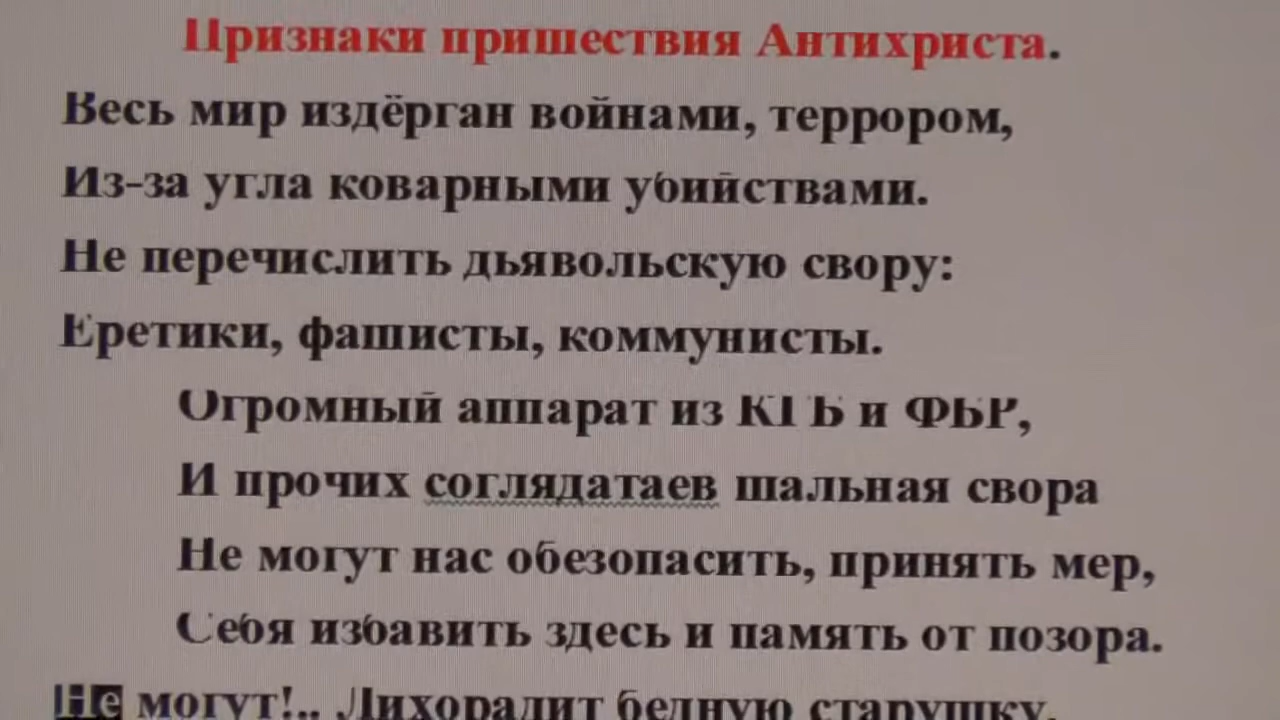 Признаки пришествия Антихриста.
Весь мир издёрган войнами, террором,
Из-за угла коварными убийствами.
Не перечислить дьявольскую свору:
Еретики, фашисты, коммунисты.
Огромный аппарат из КГБ и ФБР,
И прочих соглядатаев шальная свора
Не могут нас обезопасить, принять мер,
Себя избавить здесь и память от позора.
Не могут!.. Лихорадит бедную старушку,